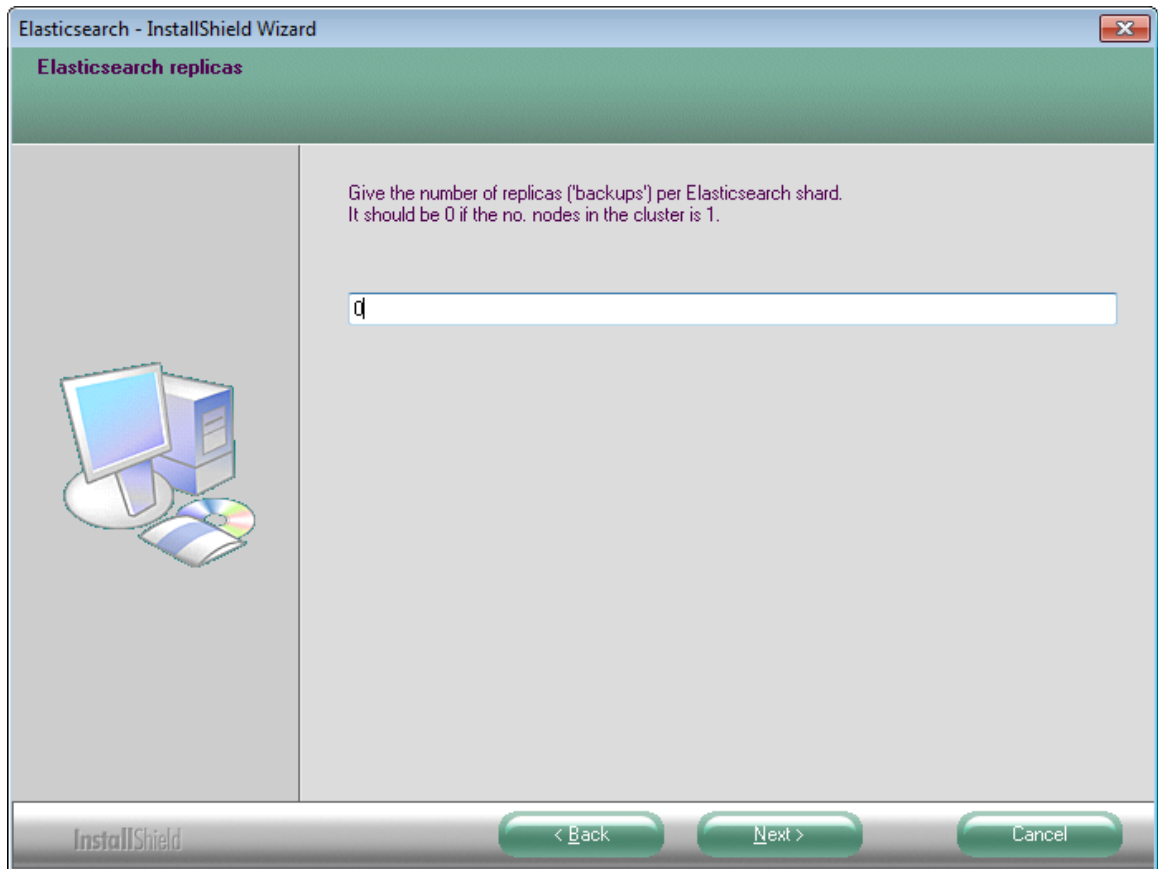 Elasticsearch - InstallShield Wizard
Elasticsearch replicas
Give the number of replicas ('backups') per Elasticsearch shard.
It should be 0 if the no. nodes in the cluster is 1.
0
InstallShield
< Back
Next >
Cancel